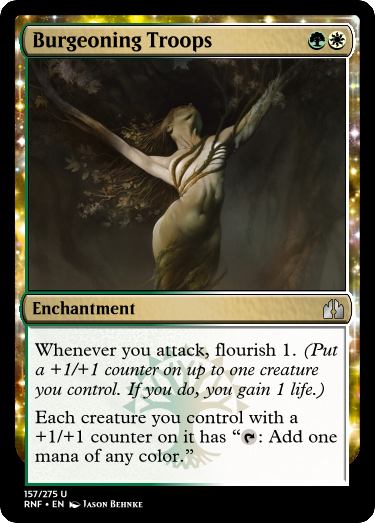 Burgeoning Troops
Enchantment
Whenever you attack, flourish 1. (Put
a +1/+1 counter on up to one creature
you control. If you do, you gain 1 life.)
Each creature you control with a
+1/+1 counter on it has “: Add one
mana of any color.”
157/275 U
RNF • EN Jason Behnke